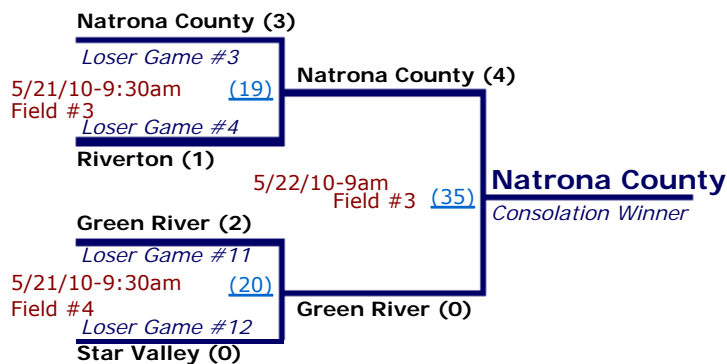 Natrona County (3)
Loser Game #3
5/21/10-9:30am
Field #3
(19)
Loser Game #4
Riverton (1)
Natrona County (4)
5/22/10-9am
Field #3
(35)
Natrona County
Consolation Winner
Green River (2)
Loser Game #11
5/21/10-9:30am
Field #4
(20)
Loser Game #12
Star Valley (0)
Green River (0)